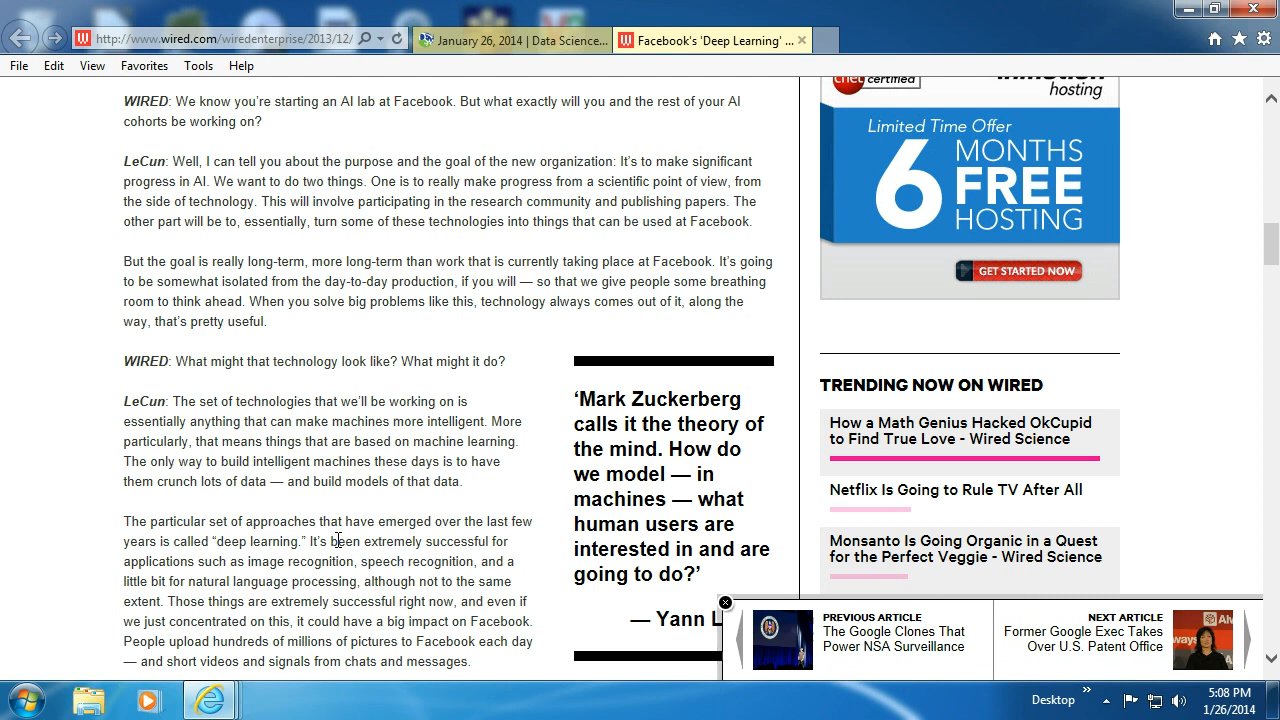 http://www.wired.com/wiredenterprise/2013/12/
January 26, 2014 | Data Science...
Facebook's 'Deep Learning' ...
File Edit View Favorites Tools Help
WIRED: We know you're starting an AI lab at Facebook. But what exactly will you and the rest of your AI
cohorts be working on?
LeCun: Well, I can tell you about the purpose and the goal of the new organization: It's to make significant
progress in AI. We want to do two things. One is to really make progress from a scientific point of view, from
the side of technology. This will involve participating in the research community and publishing papers. The
other part will be to, essentially, turn some of these technologies into things that can be used at Facebook.
But the goal is really long-term, more long-term than work that is currently taking place at Facebook. It's going
to be somewhat isolated from the day-to-day production, if you will — so that we give people some breathing
room to think ahead. When you solve big problems like this, technology always comes out of it, along the
way, that's pretty useful.
WIRED: What might that technology look like? What might it do?
LeCun: The set of technologies that we'll be working on is
essentially anything that can make machines more intelligent. More
particularly, that means things that are based on machine learning.
The only way to build intelligent machines these days is to have
them crunch lots of data — and build models of that data.
The particular set of approaches that have emerged over the last few
years is called “deep learning.” It's been extremely successful for
applications such as image recognition, speech recognition, and a
little bit for natural language processing, although not to the same
extent. Those things are extremely successful right now, and even if
we just concentrated on this, it could have a big impact on Facebook.
People upload hundreds of millions of pictures to Facebook each day
— and short videos and signals from chats and messages.
‘Mark Zuckerberg
calls it the theory of
the mind. How do
we model — in
machines — what
human users are
interested in and are
going to do?’
— Yann L
cnet certified
hosting
Limited Time Offer
6 MONTHS
FREE
HOSTING
GET STARTED NOW
TRENDING NOW ON WIRED
How a Math Genius Hacked OkCupid
to Find True Love - Wired Science
Netflix Is Going to Rule TV After All
Monsanto Is Going Organic in a Quest
for the Perfect Veggie - Wired Science
PREVIOUS ARTICLE
The Google Clones That
Power NSA Surveillance
NEXT ARTICLE
Former Google Exec Takes
Over U.S. Patent Office
Desktop
5:08 PM
1/26/2014